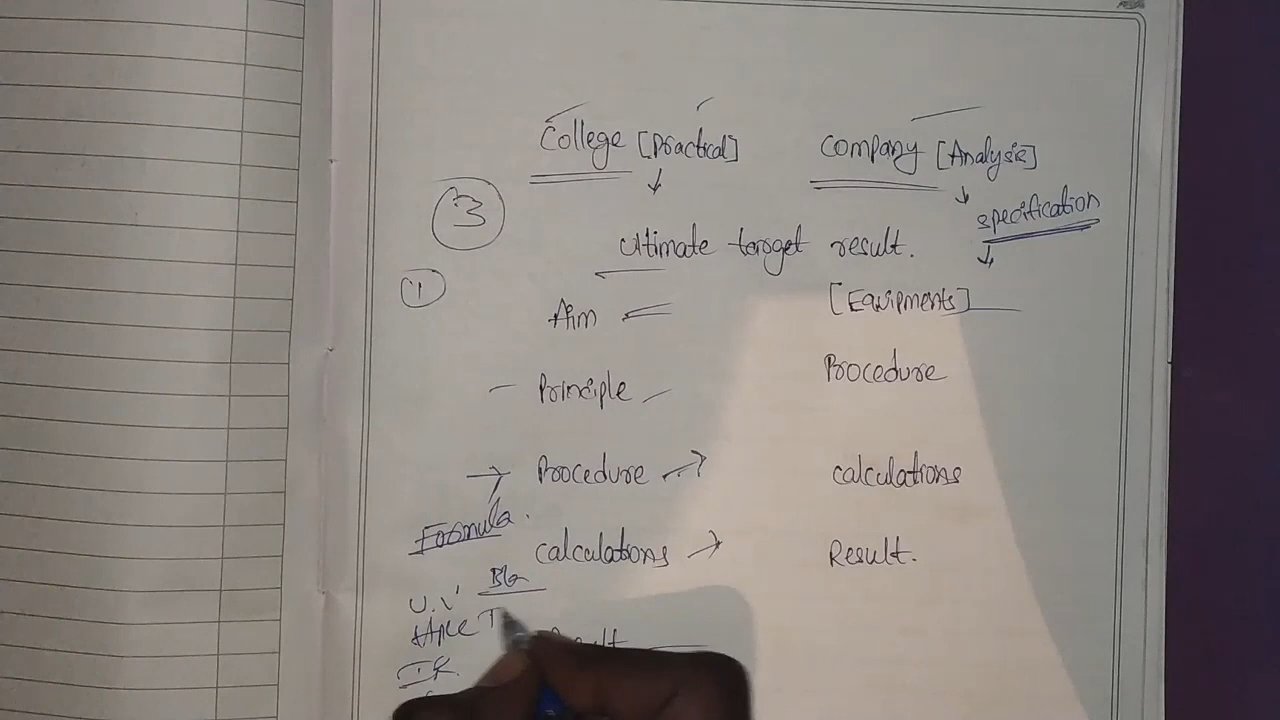 College [Practical] Company [Analysis]
3 specification
Ultimate target result.
1 Aim [Equipments]
Principle Procedure
Procedure calculations
Formula.
calculations Result.
U.V